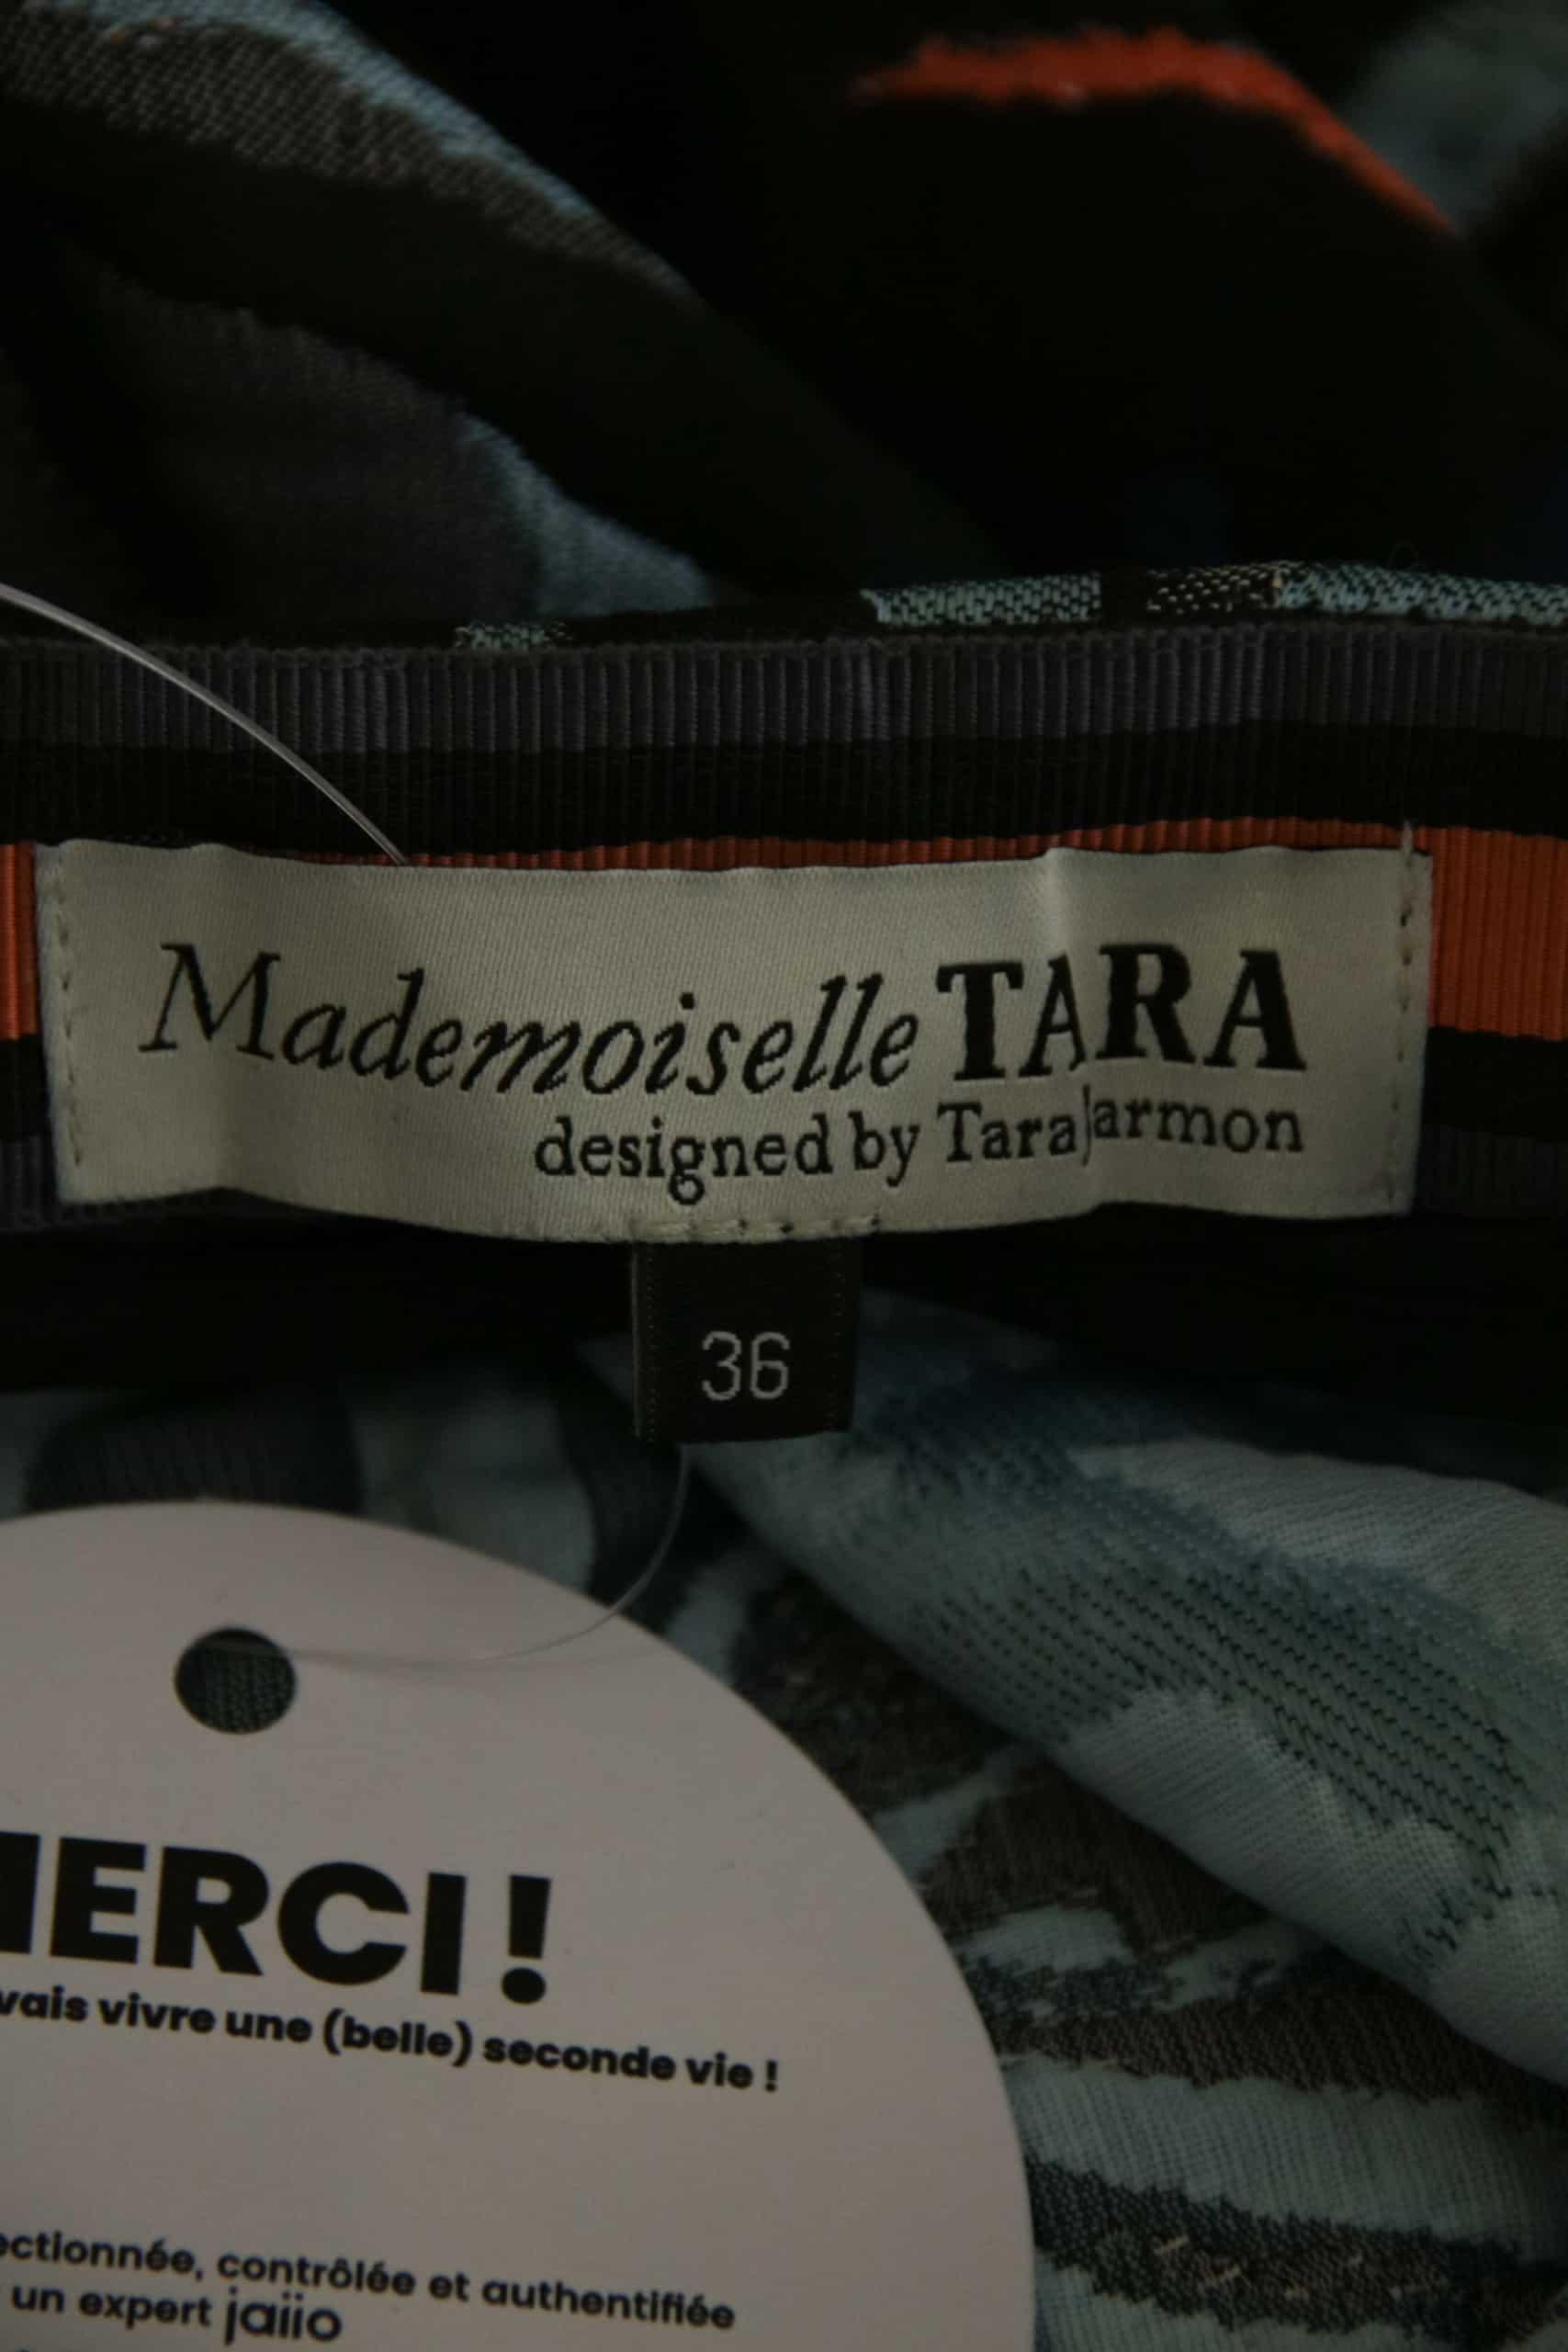 Mademoiselle TARA
designed by Tara Jarmon
36
MERCI !
vais vivre une (belle) seconde vie !
ectionnée, contrôlée et authentifiée
un expert jaiio